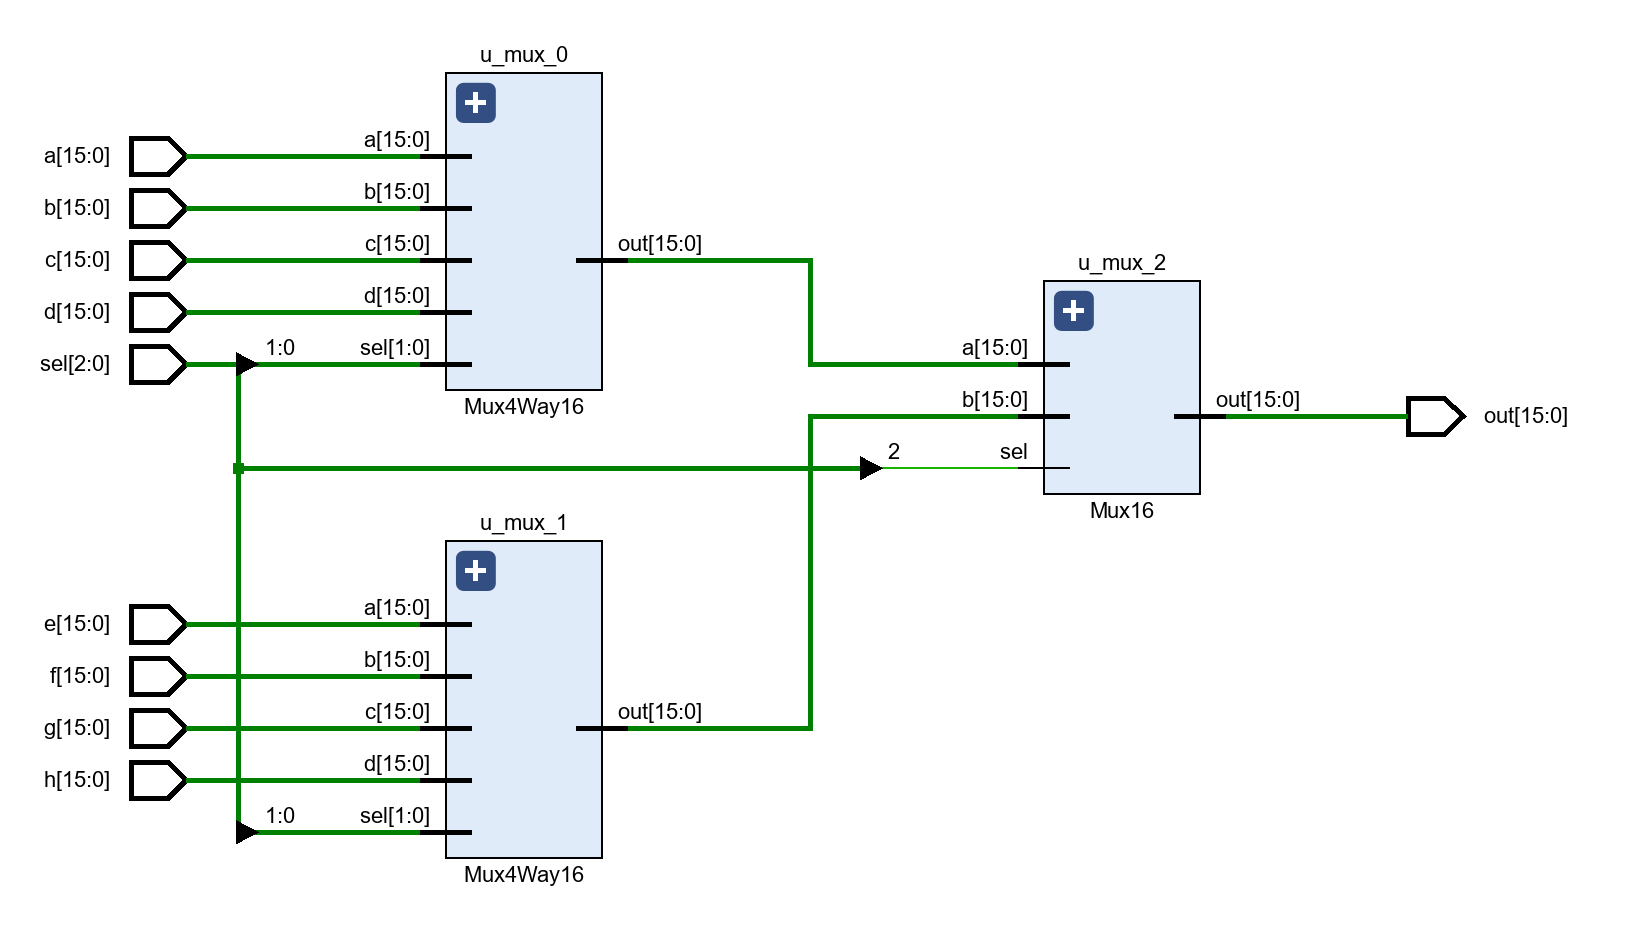 u_mux_0
a[15:0] a[15:0]
b[15:0] b[15:0]
c[15:0] c[15:0]
out[15:0]
d[15:0] d[15:0]
sel[2:0] 1:0 sel[1:0]
Mux4Way16
u_mux_2
a[15:0]
b[15:0] out[15:0] out[15:0]
2 sel
Mux16
u_mux_1
e[15:0] a[15:0]
f[15:0] b[15:0]
g[15:0] c[15:0] out[15:0]
h[15:0] d[15:0]
1:0 sel[1:0]
Mux4Way16